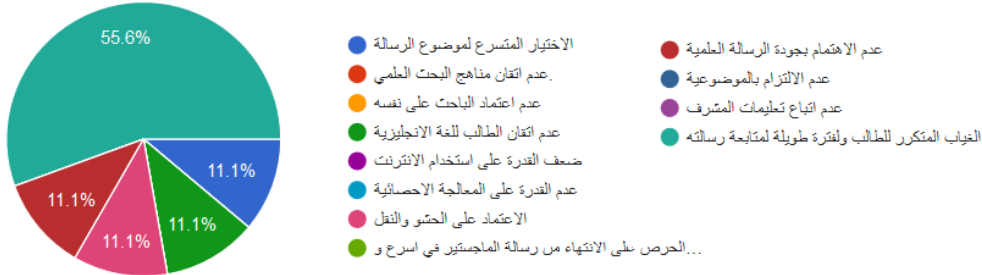 55.6%
11.1%
11.1%
11.1%
11.1%
الاختيار المتسرع لموضوع الرسالة
عدم اتقان مناهج البحث العلمي.
عدم اعتماد الباحث على نفسه
عدم اتقان الطالب للغة الانجليزية
ضعف القدرة على استخدام الانترنت
عدم القدرة على المعالجة الاحصائية
الاعتماد على الحشو والنقل
الحرص على الانتهاء من رسالة الماجستير في اسرع و...
عدم الاهتمام بجودة الرسالة العلمية
عدم الالتزام بالموضوعية
عدم اتباع تعليمات المشرف
الغياب المتكرر للطالب ولفترة طويلة لمتابعة رسالته